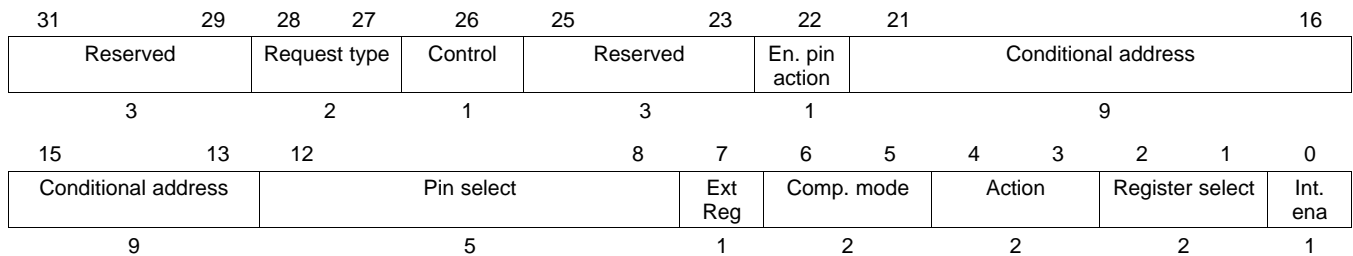 31 29 28 27 26 25 23 22 21 16
Reserved Request type Control Reserved En. pin action Conditional address
3 2 1 3 1 9
15 13 12 8 7 6 5 4 3 2 1 0
Conditional address Pin select Ext Reg Comp. mode Action Register select Int. ena
9 5 1 2 2 2 1